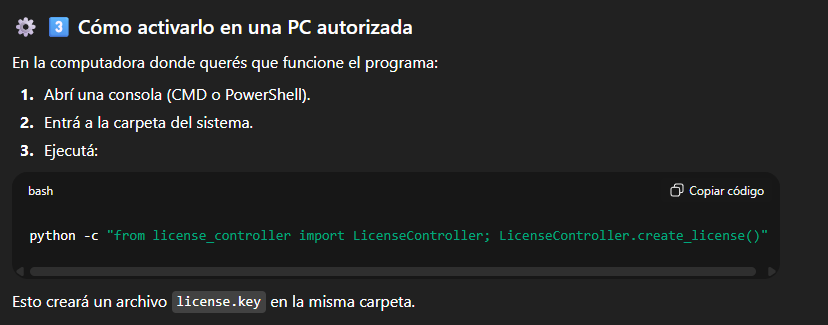 ⚙️ 3️⃣ Cómo activarlo en una PC autorizada
En la computadora donde querés que funcione el programa:
1. Abrí una consola (CMD o PowerShell).
2. Entrá a la carpeta del sistema.
3. Ejecutá:
bash
Copiar código
python -c "from license_controller import LicenseController; LicenseController.create_license()"
Esto creará un archivo license.key en la misma carpeta.